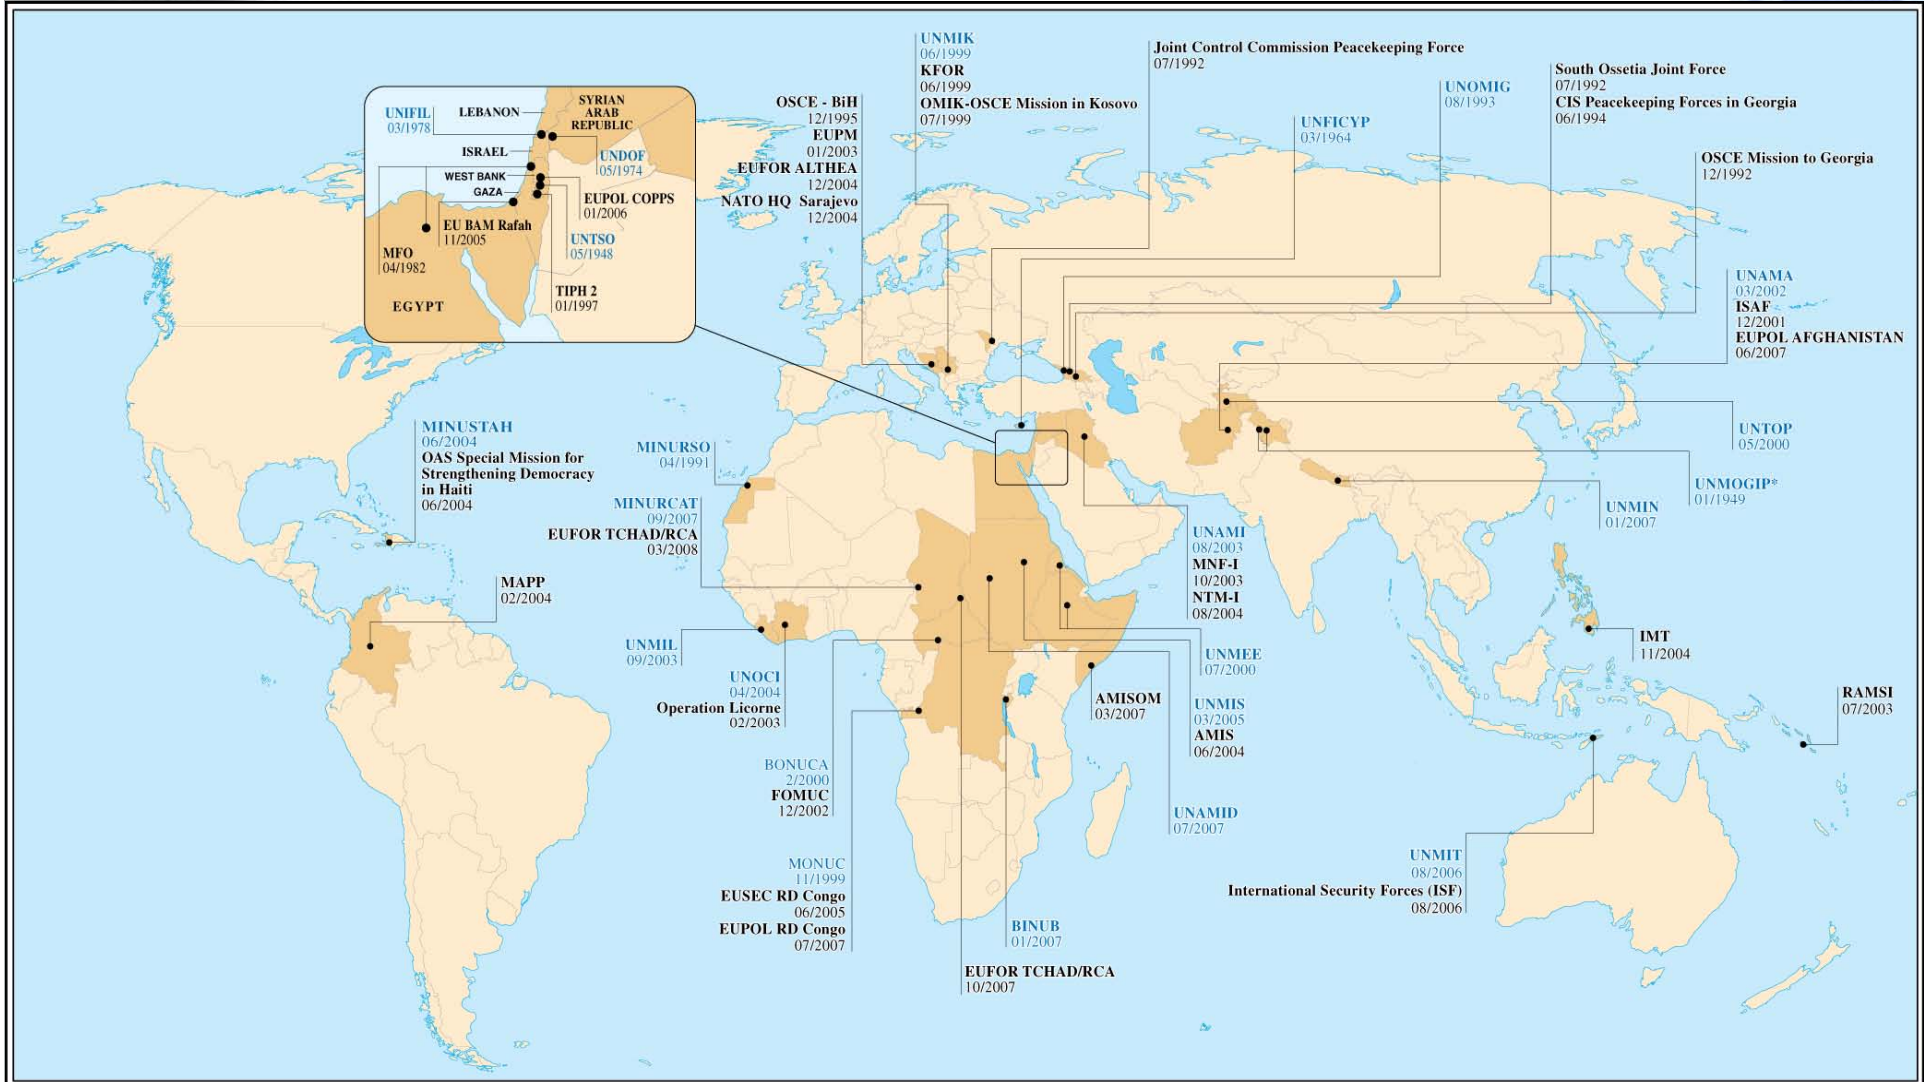 UNMIK
06/1999
KFOR
06/1999
OMIK-OSCE Mission in Kosovo
07/1999
Joint Control Commission Peacekeeping Force
07/1992
South Ossetia Joint Force
07/1992
CIS Peacekeeping Forces in Georgia
06/1994
UNOMIG
08/1993
OSCE - BiH
12/1995
EUPM
01/2003
EUFOR ALTHEA
12/2004
NATO HQ Sarajevo
12/2004
UNFICYP
03/1964
OSCE Mission to Georgia
12/1992
UNIFIL
03/1978
LEBANON
SYRIAN
ARAB
REPUBLIC
ISRAEL
UNDOF
05/1974
WEST BANK
GAZA
EUPOL COPPS
01/2006
EU BAM Rafah
11/2005
UNTSO
05/1948
MFO
04/1982
TIPH 2
01/1997
EGYPT
UNAMA
03/2002
ISAF
12/2001
EUPOL AFGHANISTAN
06/2007
MINUSTAH
06/2004
OAS Special Mission for
Strengthening Democracy
in Haiti
06/2004
MINURSO
04/1991
UNTOP
05/2000
UNMOGIP*
01/1949
UNMIN
01/2007
MINURCAT
09/2007
EUFOR TCHAD/RCA
03/2008
UNAMI
08/2003
MNF-I
10/2003
NTM-I
08/2004
MAPP
02/2004
UNMIL
09/2003
UNOCI
04/2004
Operation Licorne
02/2003
UNMEE
07/2000
IMT
11/2004
AMISOM
03/2007
UNMIS
03/2005
AMIS
06/2004
RAMSI
07/2003
BONUCA
2/2000
FOMUC
12/2002
UNAMID
07/2007
MONUC
11/1999
EUSEC RD Congo
06/2005
EUPOL RD Congo
07/2007
UNMIT
08/2006
International Security Forces (ISF)
08/2006
BINUB
01/2007
EUFOR TCHAD/RCA
10/2007